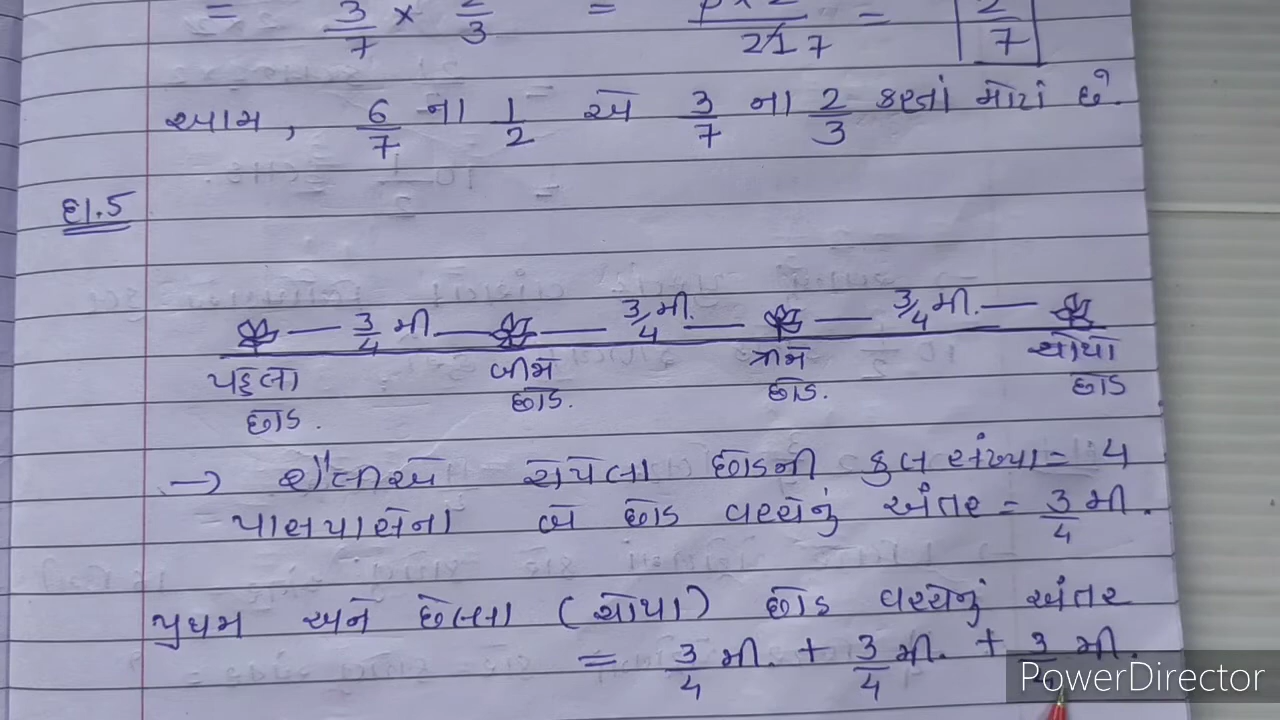 = 3/7 × 2/3 = 2/7
આમ, 6/7 ના 1/2 એ 3/7 ના 2/3 કરતાં મોટાં છે.
દા.5
3/4 મી. 3/4 મી. 3/4 મી.
પહેલો છોડ. બીજો છોડ. ત્રીજો છોડ. ચોથો છોડ
→ શૈલીએ રોપેલા છોડની કુલ સંખ્યા = 4
પાસપાસેના બે છોડ વચ્ચેનું અંતર = 3/4 મી.
પ્રથમ અને છેલ્લા (ચોથા) છોડ વચ્ચેનું અંતર
= 3/4 મી. + 3/4 મી. + 3/4 મી.
PowerDirector